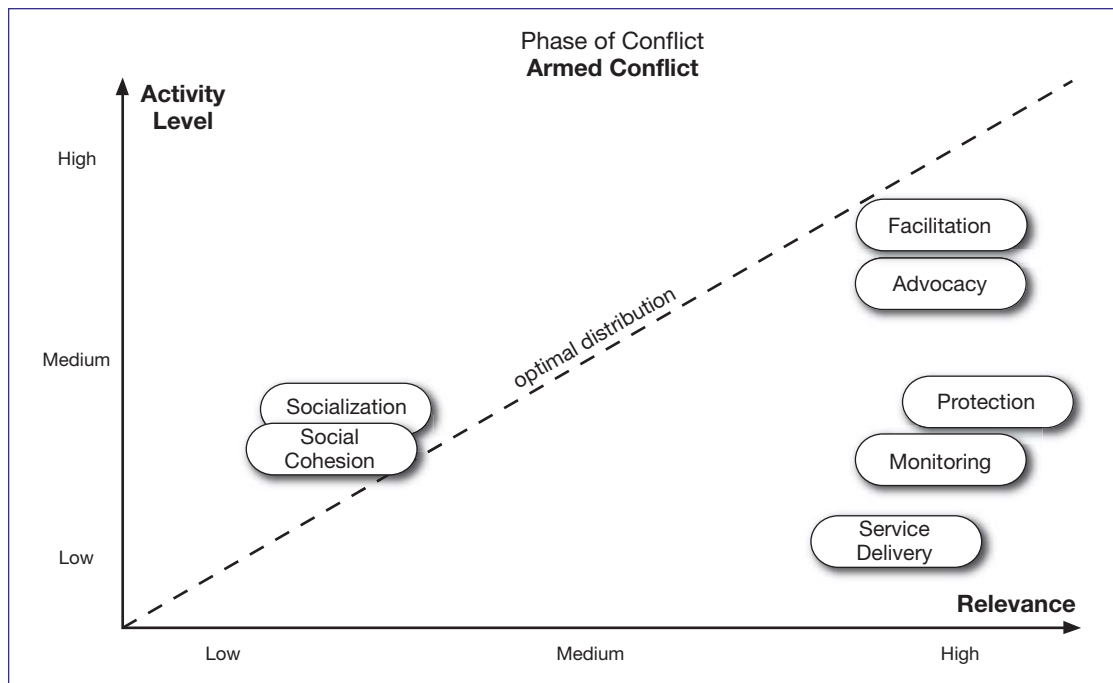 Phase of Conflict
Armed Conflict
Activity
Level
High
Facilitation
Advocacy
optimal distribution
Medium
Socialization
Protection
Social
Cohesion
Monitoring
Service
Delivery
Low
Relevance
Low
Medium
High